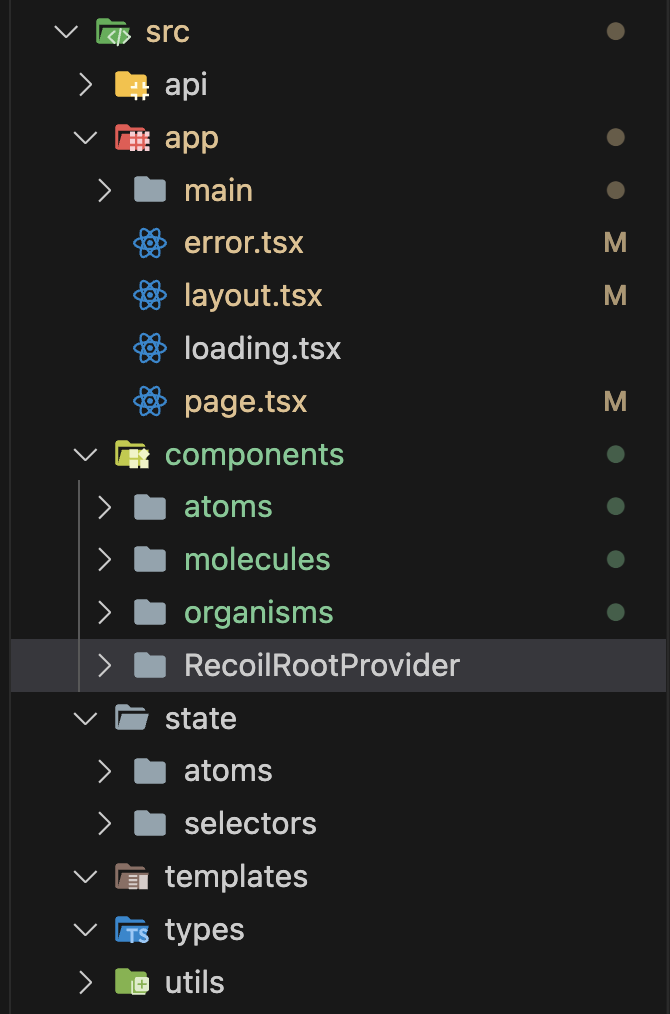 src
api
app
main
error.tsx M
layout.tsx M
loading.tsx
page.tsx M
components
atoms
molecules
organisms
RecoilRootProvider
state
atoms
selectors
templates
TS types
utils